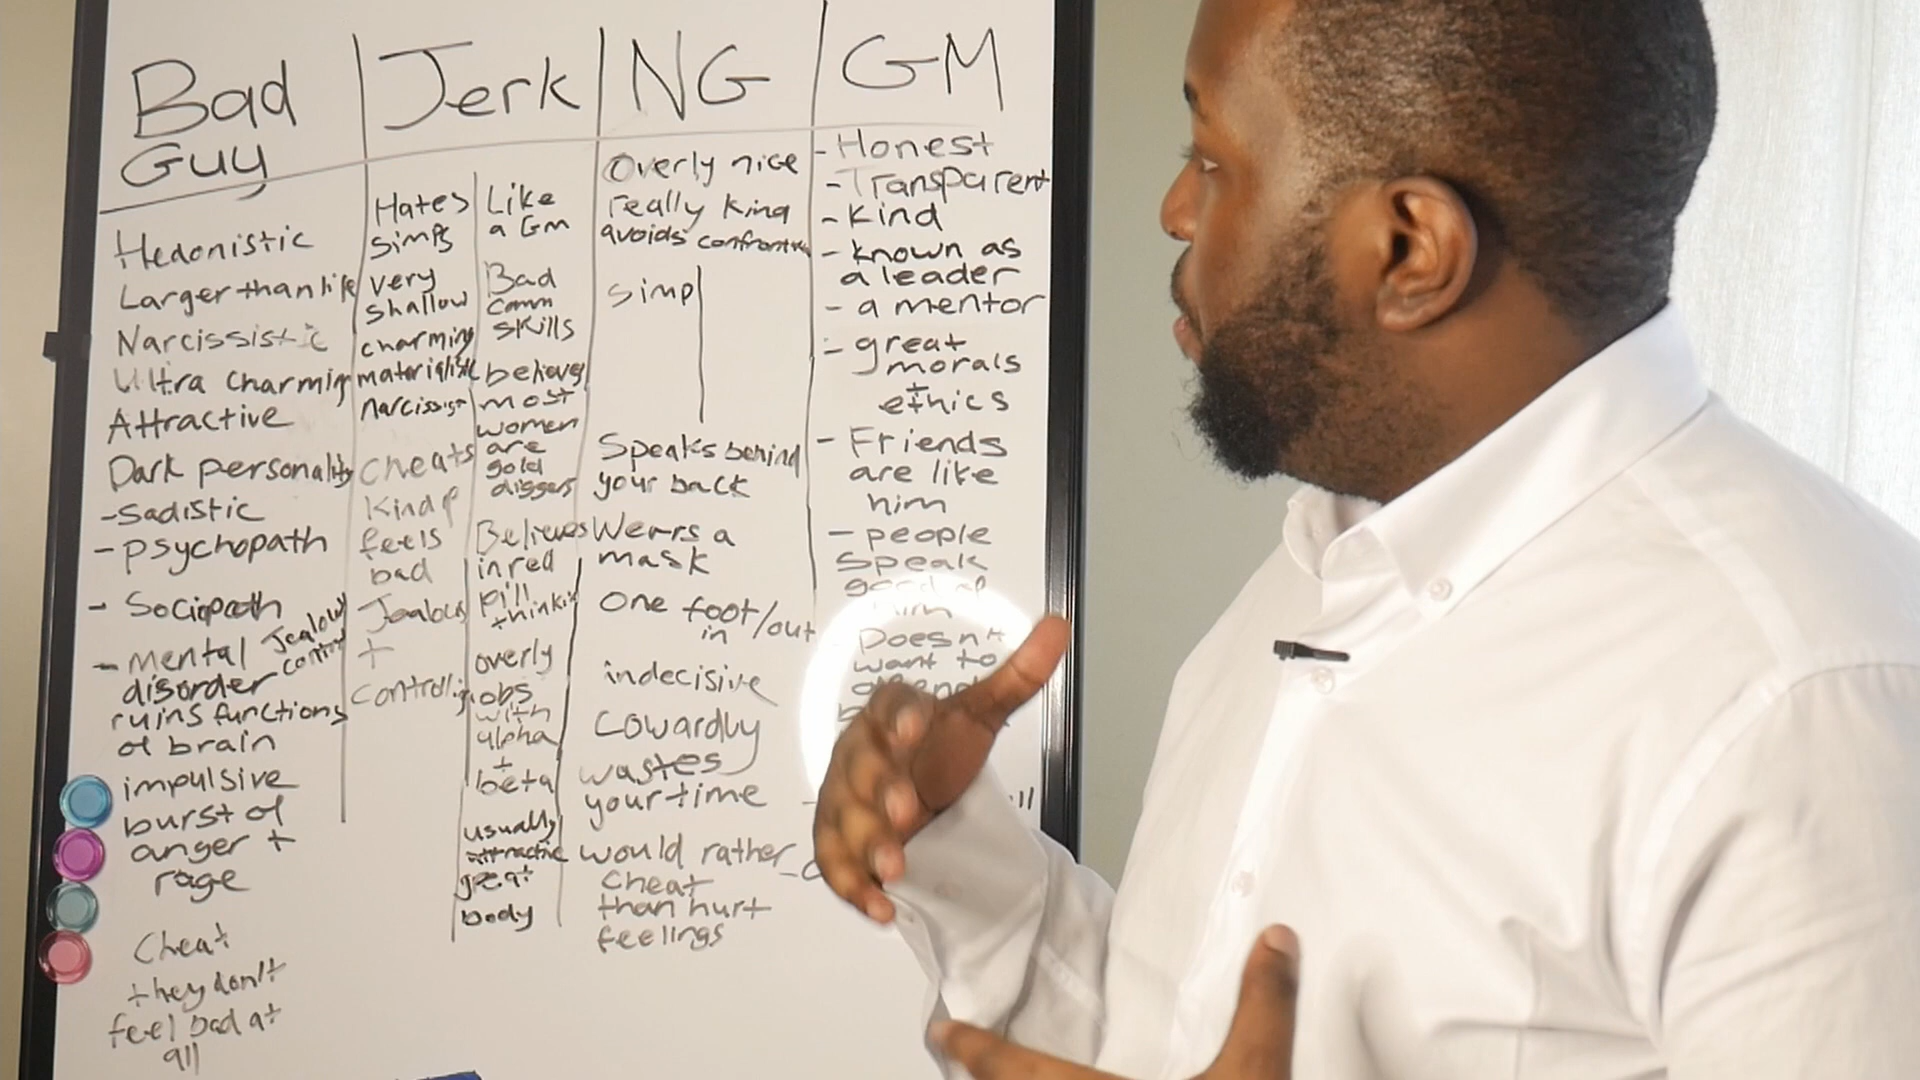 Bad
Guy
Hedonistic
Larger than life
Narcissistic
Ultra charming
Attractive
Dark personality
- Sadistic
- psychopath
- Sociopath
- mental
disorder
Jealousy
ruins functions
of brain
impulsive
burst of
anger +
rage
Cheat
they don't
feel bad at
all
Jerk
Hates
simps
very
shallow
charming
materialistic
narcissist
cheats
feels
bad
Jealous
+
controlling
Like
a Gm
Bad
comm
skills
believes
most
women
are
gold
diggers
Believes
in red
pill
thinking
overly
obs
with
alpha
+
beta
usually
attractive
great
body
NG
Overly nice
really kind
avoids
simp
Speaks behind
your back
Wears a
mask
One foot/out
in
indecisive
Cowardly
wastes
your time
would rather
Cheat
than hurt
feelings
GM
- Honest
- Transparent
- Kind
- known as
a leader
- a mentor
- great
morals
+
ethics
- Friends
are like
him
- people
speak
good of
him
Doesn't
want to